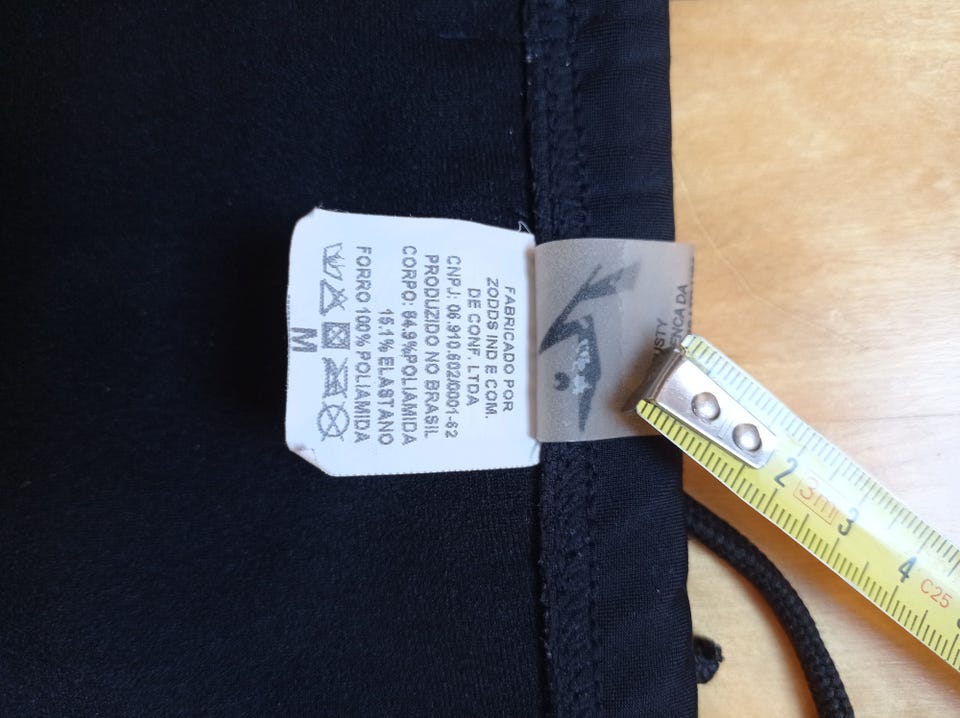 FABRICADO POR
ZODDS IND E COM.
DE CONF. LTDA
CNPJ: 06.910.602/0001-62
PRODUZIDO NO BRASIL
CORPO: 84.9%POLIAMIDA
15.1% ELASTANO
FORRO 100% POLIAMIDA
M
2
3m
3
4
C25